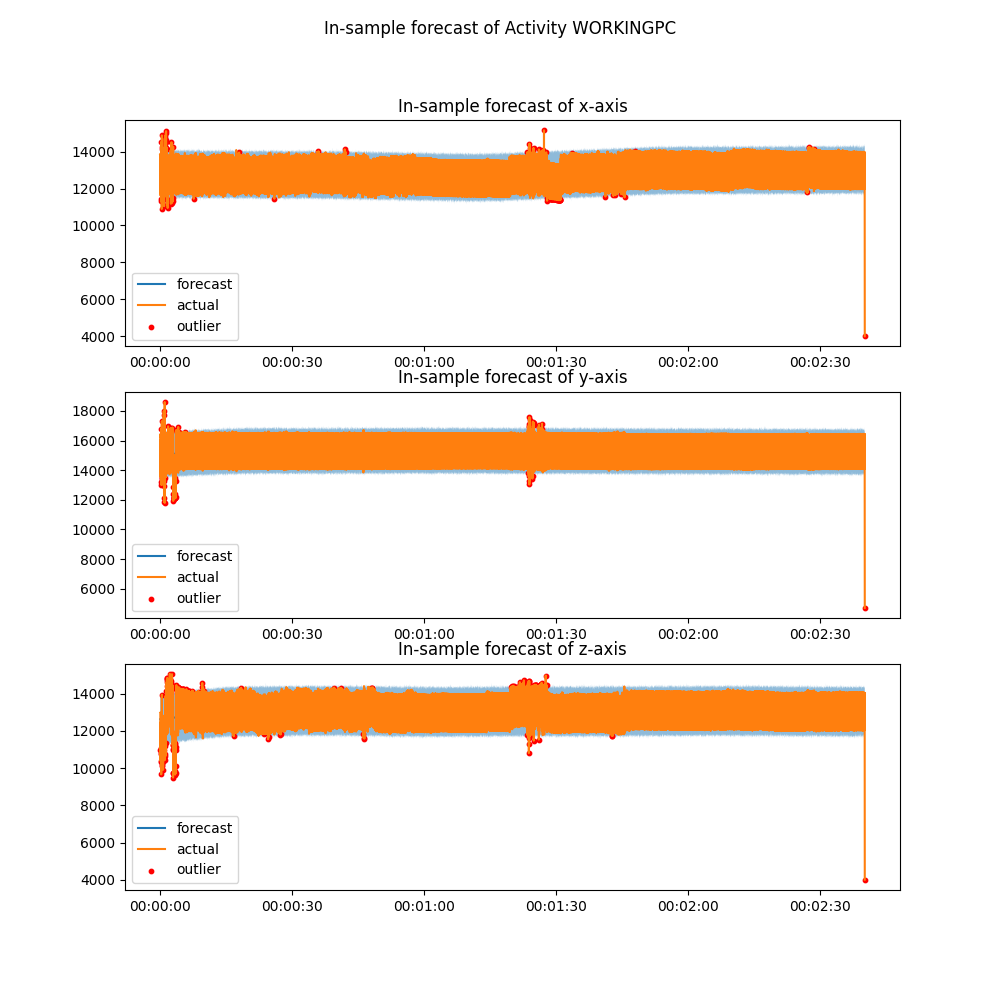 In-sample forecast of Activity WORKINGPC
In-sample forecast of x-axis
14000
12000
10000
8000
6000
4000
forecast
actual
outlier
00:00:00 00:00:30 00:01:00 00:01:30 00:02:00 00:02:30
In-sample forecast of y-axis
18000
16000
14000
12000
10000
8000
6000
forecast
actual
outlier
00:00:00 00:00:30 00:01:00 00:01:30 00:02:00 00:02:30
In-sample forecast of z-axis
14000
12000
10000
8000
6000
4000
forecast
actual
outlier
00:00:00 00:00:30 00:01:00 00:01:30 00:02:00 00:02:30